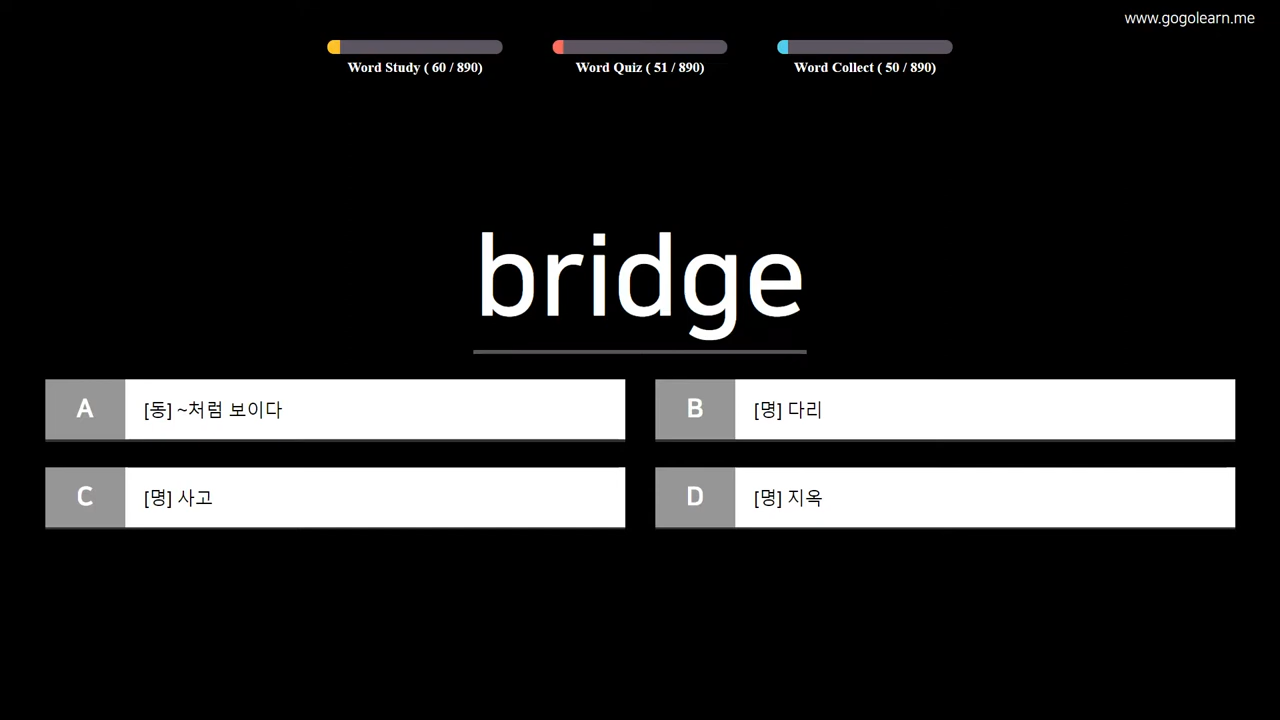 www.gogolearn.me
Word Study ( 60 / 890)
Word Quiz ( 51 / 890)
Word Collect ( 50 / 890)
bridge
A [동] ~처럼 보이다
B [명] 다리
C [명] 사고
D [명] 지옥